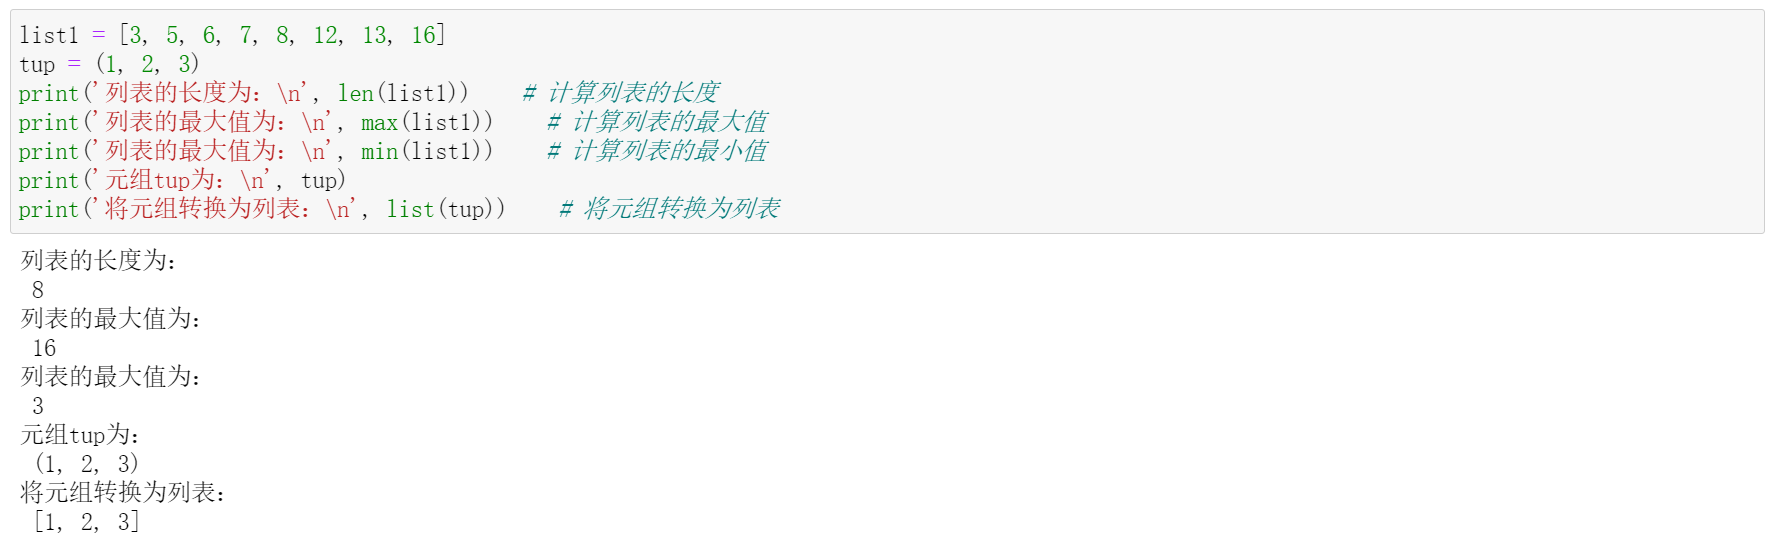 list1 = [3, 5, 6, 7, 8, 12, 13, 16]
tup = (1, 2, 3)
print('列表的长度为：\n', len(list1))    # 计算列表的长度
print('列表的最大值为：\n', max(list1))    # 计算列表的最大值
print('列表的最大值为：\n', min(list1))    # 计算列表的最小值
print('元组tup为：\n', tup)
print('将元组转换为列表：\n', list(tup))    # 将元组转换为列表
列表的长度为：
 8
列表的最大值为：
 16
列表的最大值为：
 3
元组tup为：
 (1, 2, 3)
将元组转换为列表：
 [1, 2, 3]